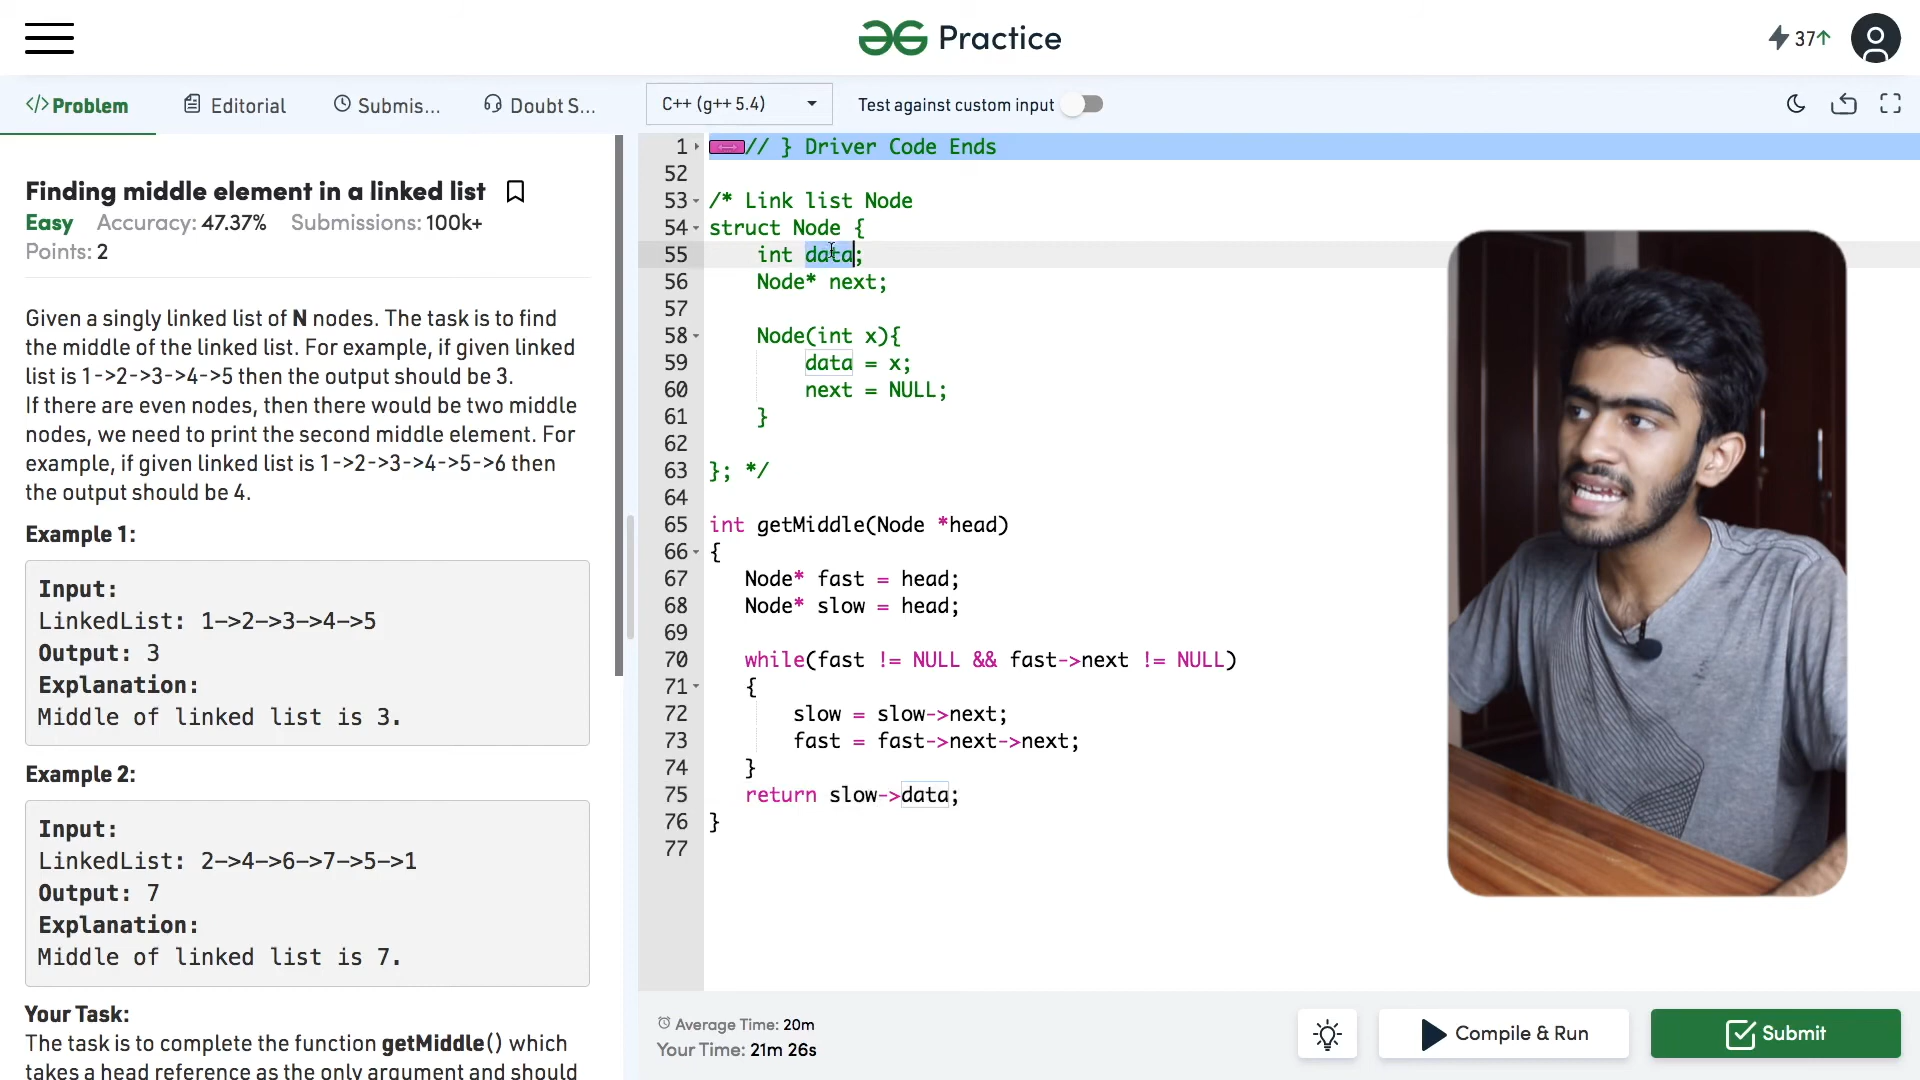 Practice
37↑
</>Problem
Editorial
Submis...
Doubt S...
C++ (g++ 5.4)
Test against custom input
Finding middle element in a linked list
Easy Accuracy: 47.37% Submissions: 100k+
Points: 2
Given a singly linked list of N nodes. The task is to find
the middle of the linked list. For example, if given linked
list is 1->2->3->4->5 then the output should be 3.
If there are even nodes, then there would be two middle
nodes, we need to print the second middle element. For
example, if given linked list is 1->2->3->4->5->6 then
the output should be 4.
Example 1:
Input:
LinkedList: 1->2->3->4->5
Output: 3
Explanation:
Middle of linked list is 3.
Example 2:
Input:
LinkedList: 2->4->6->7->5->1
Output: 7
Explanation:
Middle of linked list is 7.
Your Task:
The task is to complete the function getMiddle() which
takes a head reference as the only argument and should
1 // } Driver Code Ends
52
53 /* Link list Node
54 struct Node {
55 int data;
56 Node* next;
57
58 Node(int x){
59 data = x;
60 next = NULL;
61 }
62
63 }; */
64
65 int getMiddle(Node *head)
66 {
67 Node* fast = head;
68 Node* slow = head;
69
70 while(fast != NULL && fast->next != NULL)
71 {
72 slow = slow->next;
73 fast = fast->next->next;
74 }
75 return slow->data;
76 }
77
Average Time: 20m
Your Time: 21m 26s
Compile & Run
Submit